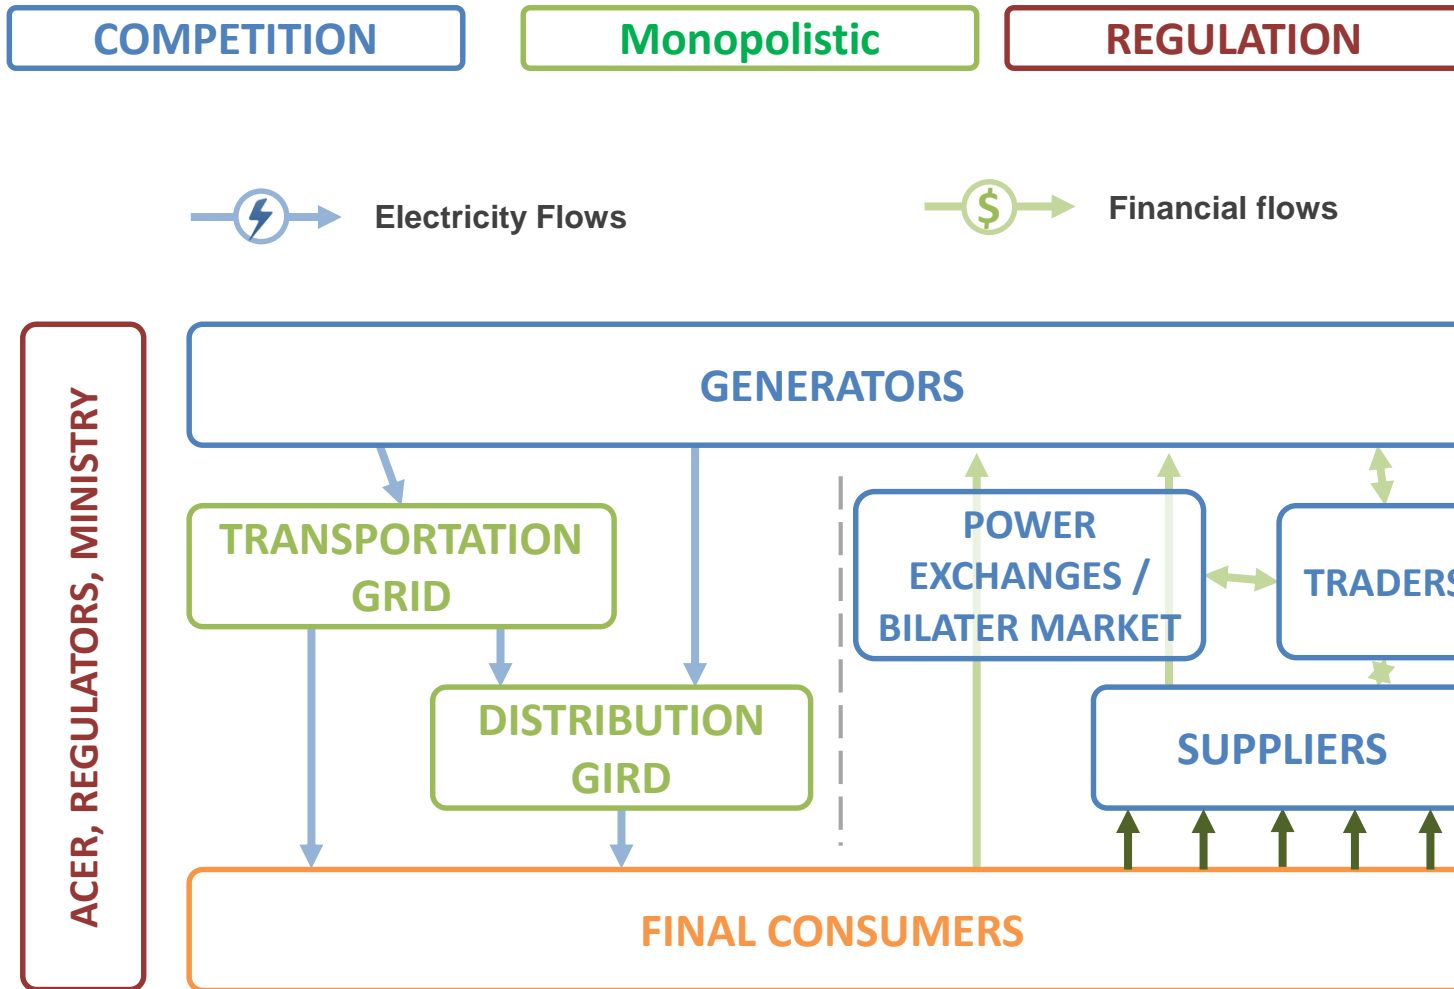 COMPETITION
Monopolistic
REGULATION
Electricity Flows
$
Financial flows
ACER, REGULATORS, MINISTRY
GENERATORS
TRANSPORTATION
GRID
POWER
EXCHANGES /
BILATER MARKET
TRADERS
DISTRIBUTION
GIRD
SUPPLIERS
FINAL CONSUMERS